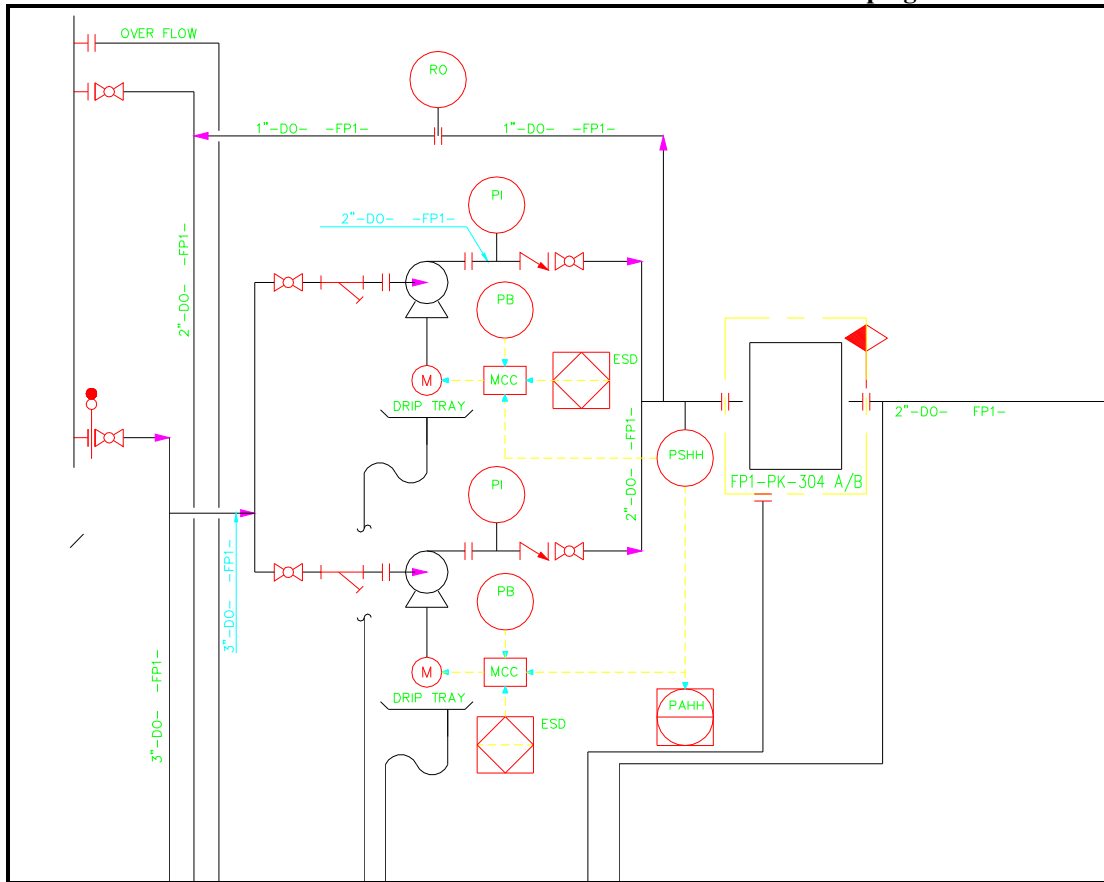 OVER FLOW
RO
1"-DO- -FP1-
1"-DO- -FP1-
PI
2"-DO- -FP1-
2"-DO- -FP1-
PB
ESD
MCC
M
DRIP TRAY
2"-DO- FP1-
PSHH
2"-DO- -FP1-
FP1-PK-304 A/B
PI
3"-DO- -FP1-
PB
3"-DO- -FP1-
M
MCC
DRIP TRAY
PAHH
ESD